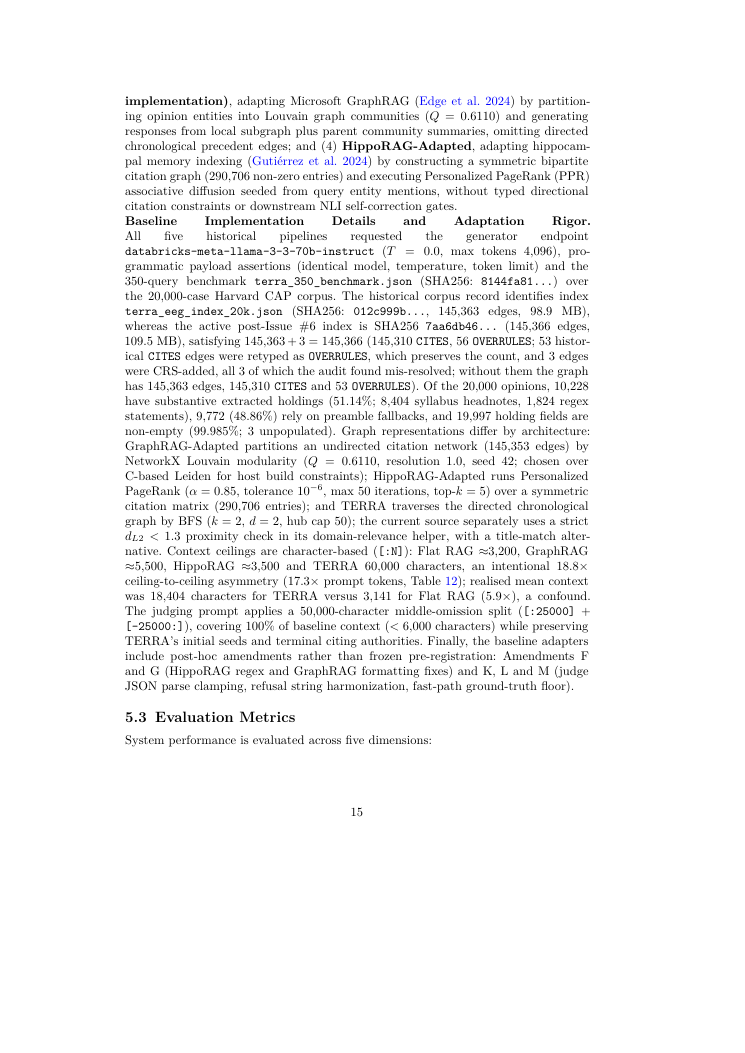 implementation), adapting Microsoft GraphRAG (Edge et al. 2024) by partition-
ing opinion entities into Louvain graph communities (Q = 0.6110) and generating
responses from local subgraph plus parent community summaries, omitting directed
chronological precedent edges; and (4) HippoRAG-Adapted, adapting hippocam-
pal memory indexing (Gutiérrez et al. 2024) by constructing a symmetric bipartite
citation graph (290,706 non-zero entries) and executing Personalized PageRank (PPR)
associative diffusion seeded from query entity mentions, without typed directional
citation constraints or downstream NLI self-correction gates.
Baseline Implementation Details and Adaptation Rigor.
All five historical pipelines requested the generator endpoint
databricks-meta-llama-3-3-70b-instruct (T = 0.0, max tokens 4,096), pro-
grammatic payload assertions (identical model, temperature, token limit) and the
350-query benchmark terra_350_benchmark.json (SHA256: 8144fa81...) over
the 20,000-case Harvard CAP corpus. The historical corpus record identifies index
terra_eeg_index_20k.json (SHA256: 012c999b..., 145,363 edges, 98.9 MB),
whereas the active post-Issue #6 index is SHA256 7aa6db46... (145,366 edges,
109.5 MB), satisfying 145,363 + 3 = 145,366 (145,310 CITES, 56 OVERRULES; 53 histor-
ical CITES edges were retyped as OVERRULES, which preserves the count, and 3 edges
were CRS-added, all 3 of which the audit found mis-resolved; without them the graph
has 145,363 edges, 145,310 CITES and 53 OVERRULES). Of the 20,000 opinions, 10,228
have substantive extracted holdings (51.14%; 8,404 syllabus headnotes, 1,824 regex
statements), 9,772 (48.86%) rely on preamble fallbacks, and 19,997 holding fields are
non-empty (99.985%; 3 unpopulated). Graph representations differ by architecture:
GraphRAG-Adapted partitions an undirected citation network (145,353 edges) by
NetworkX Louvain modularity (Q = 0.6110, resolution 1.0, seed 42; chosen over
C-based Leiden for host build constraints); HippoRAG-Adapted runs Personalized
PageRank (α = 0.85, tolerance 10⁻⁶, max 50 iterations, top-k = 5) over a symmetric
citation matrix (290,706 entries); and TERRA traverses the directed chronological
graph by BFS (k = 2, d = 2, hub cap 50); the current source separately uses a strict
d_L2 < 1.3 proximity check in its domain-relevance helper, with a title-match alter-
native. Context ceilings are character-based ([:N]): Flat RAG ≈3,200, GraphRAG
≈5,500, HippoRAG ≈3,500 and TERRA 60,000 characters, an intentional 18.8×
ceiling-to-ceiling asymmetry (17.3× prompt tokens, Table 12); realised mean context
was 18,404 characters for TERRA versus 3,141 for Flat RAG (5.9×), a confound.
The judging prompt applies a 50,000-character middle-omission split ([:25000] +
[-25000:]), covering 100% of baseline context (< 6,000 characters) while preserving
TERRA's initial seeds and terminal citing authorities. Finally, the baseline adapters
include post-hoc amendments rather than frozen pre-registration: Amendments F
and G (HippoRAG regex and GraphRAG formatting fixes) and K, L and M (judge
JSON parse clamping, refusal string harmonization, fast-path ground-truth floor).
5.3 Evaluation Metrics
System performance is evaluated across five dimensions:
15